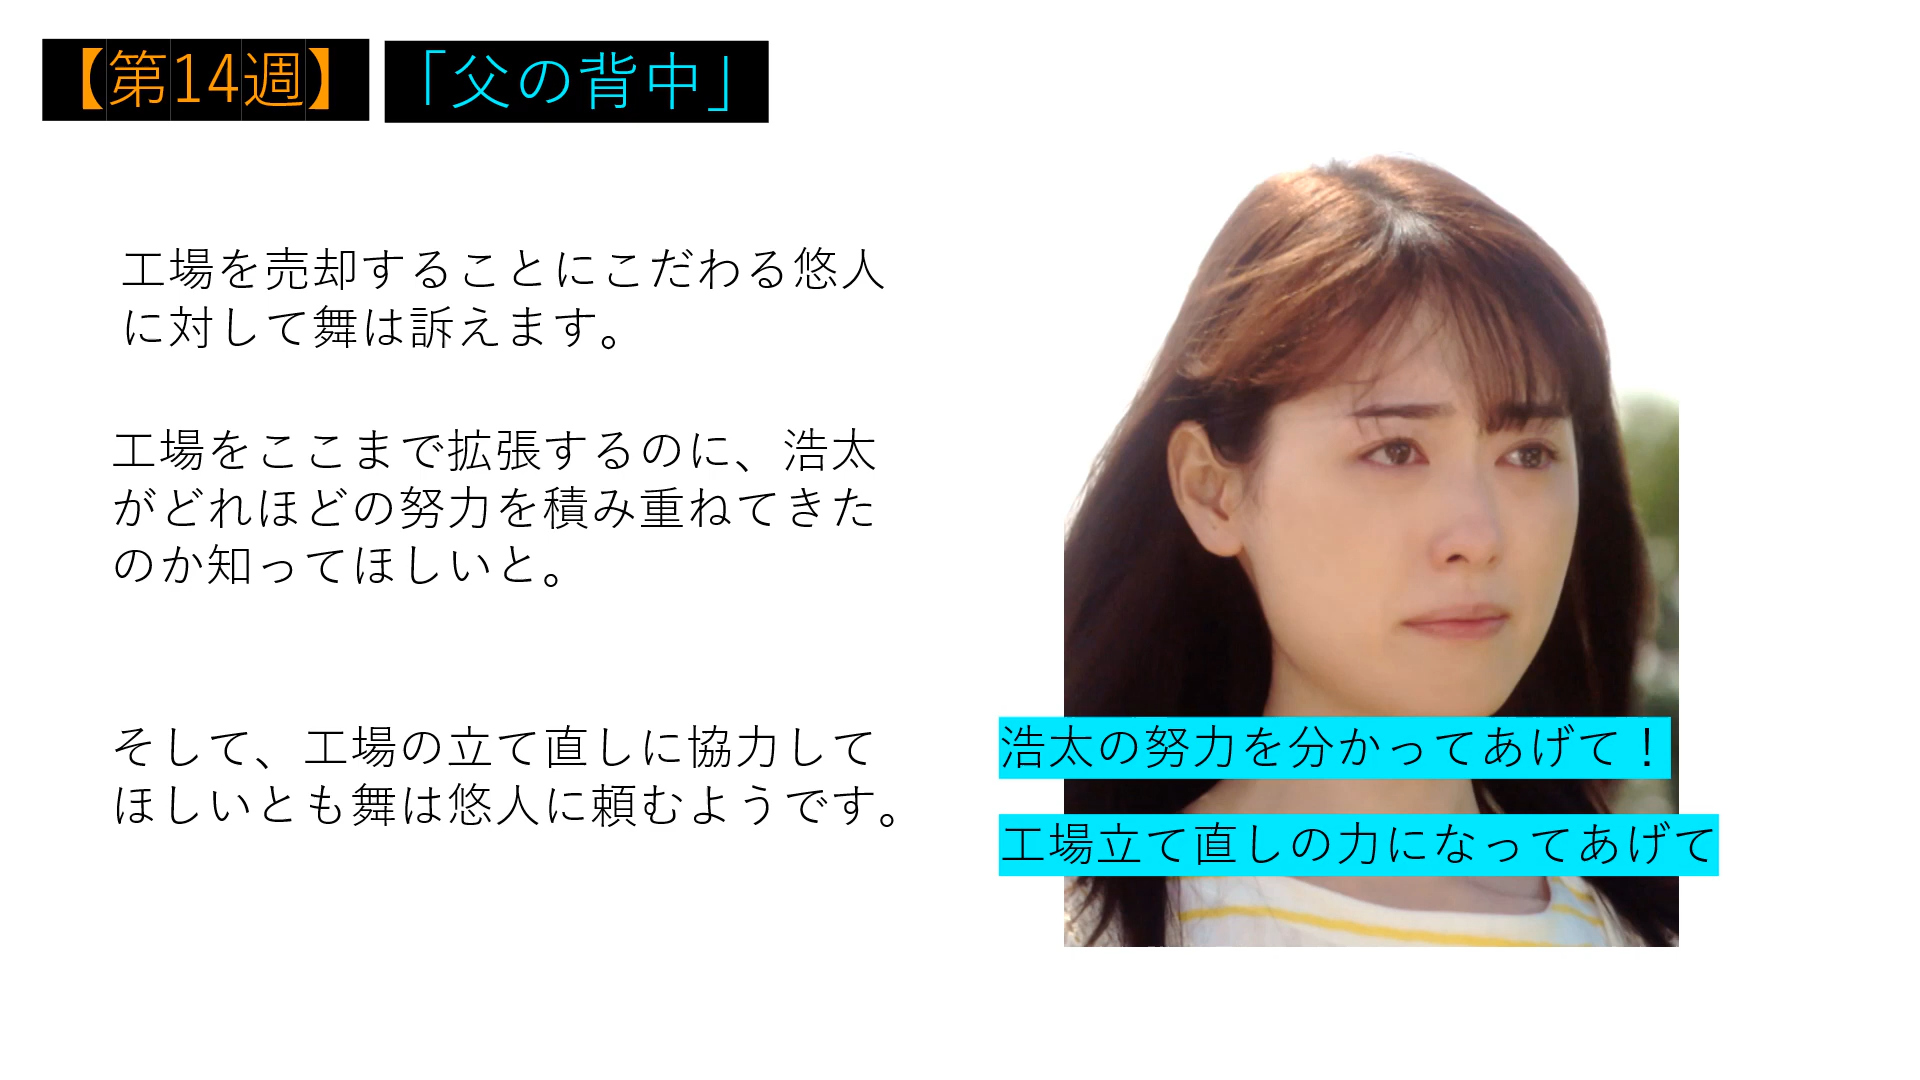 【第14週】「父の背中」
工場を売却することにこだわる悠人
に対して舞は訴えます。
工場をここまで拡張するのに、浩太
がどれほどの努力を積み重ねてきた
のか知ってほしいと。
そして、工場の立て直しに協力して
ほしいとも舞は悠人に頼むようです。
浩太の努力を分かってあげて！
工場立て直しの力になってあげて